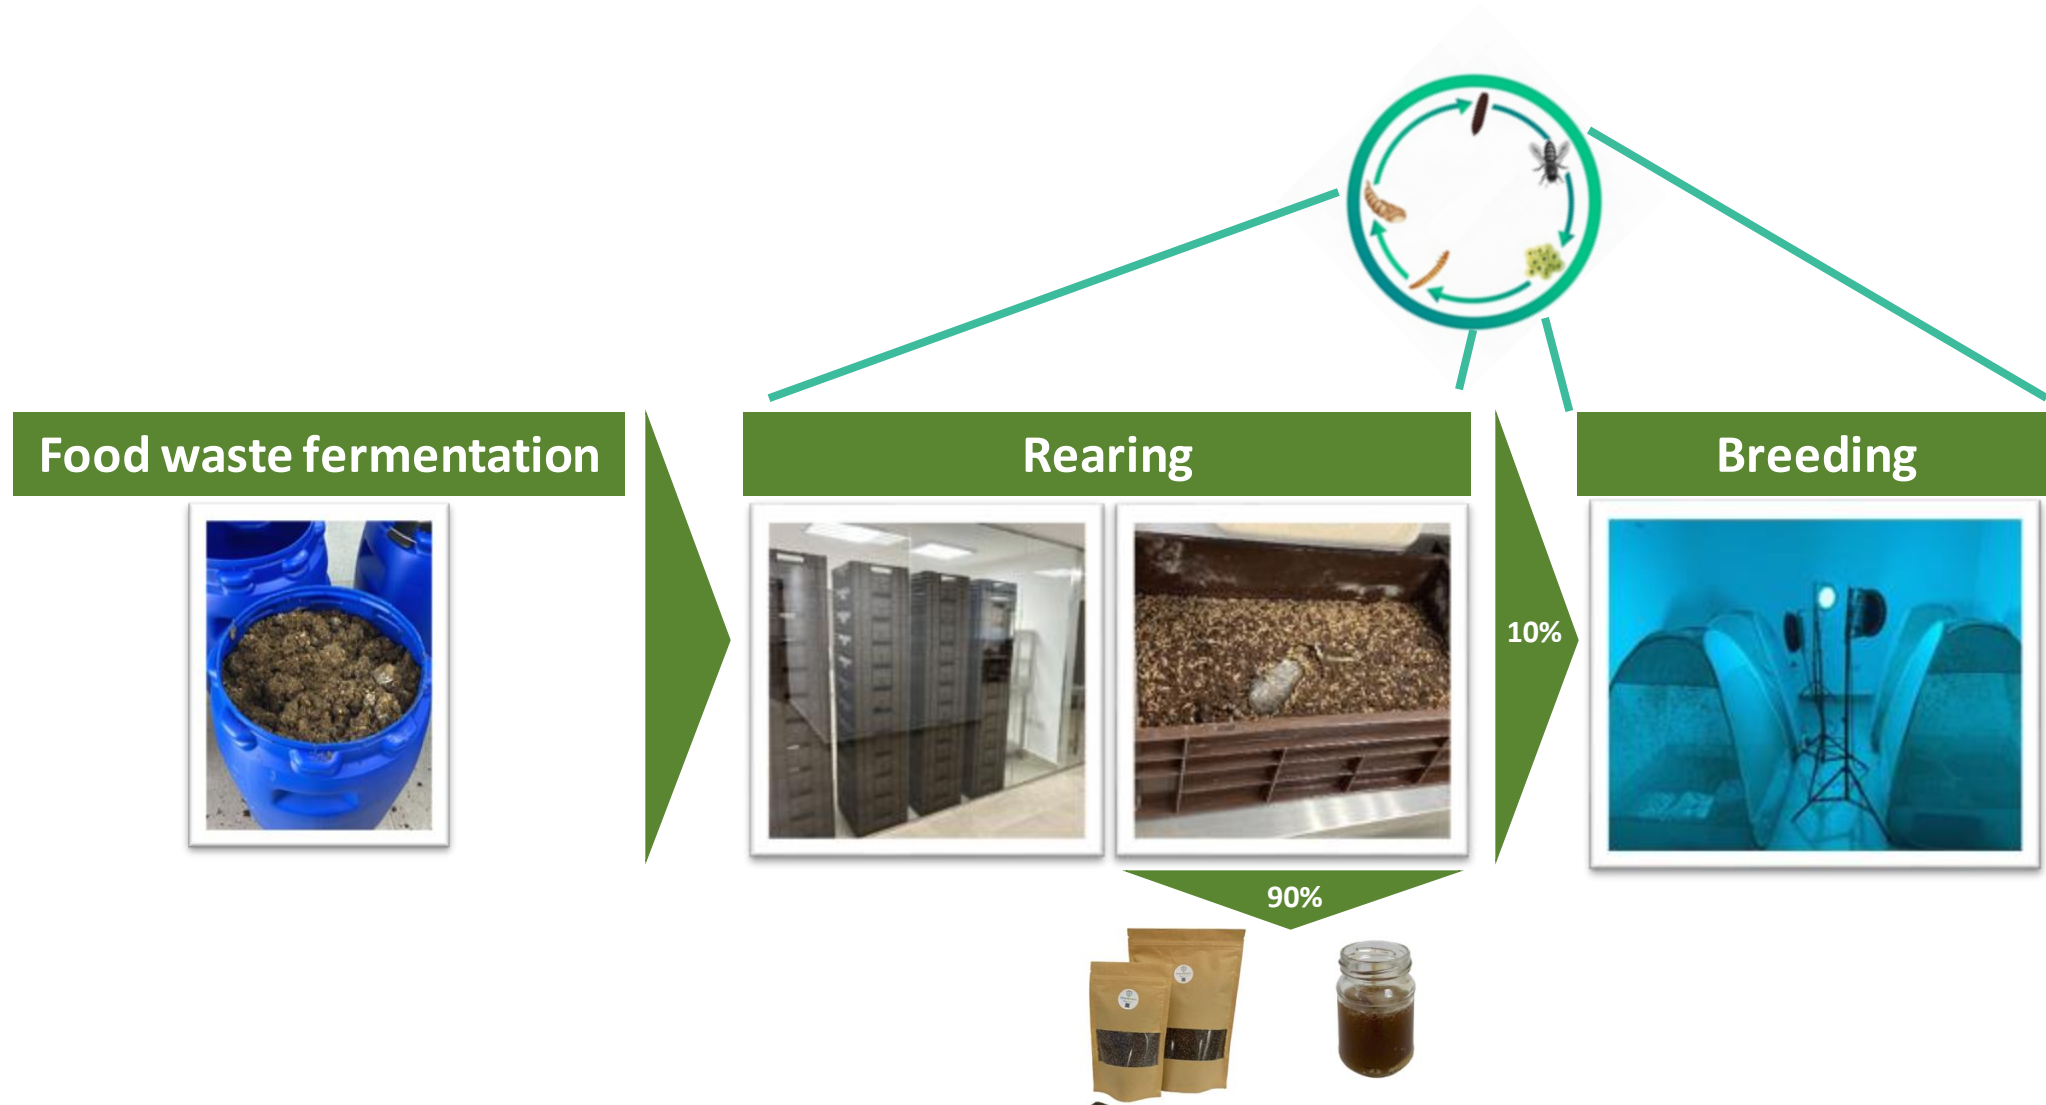 Food waste fermentation
Rearing
Breeding
10%
90%